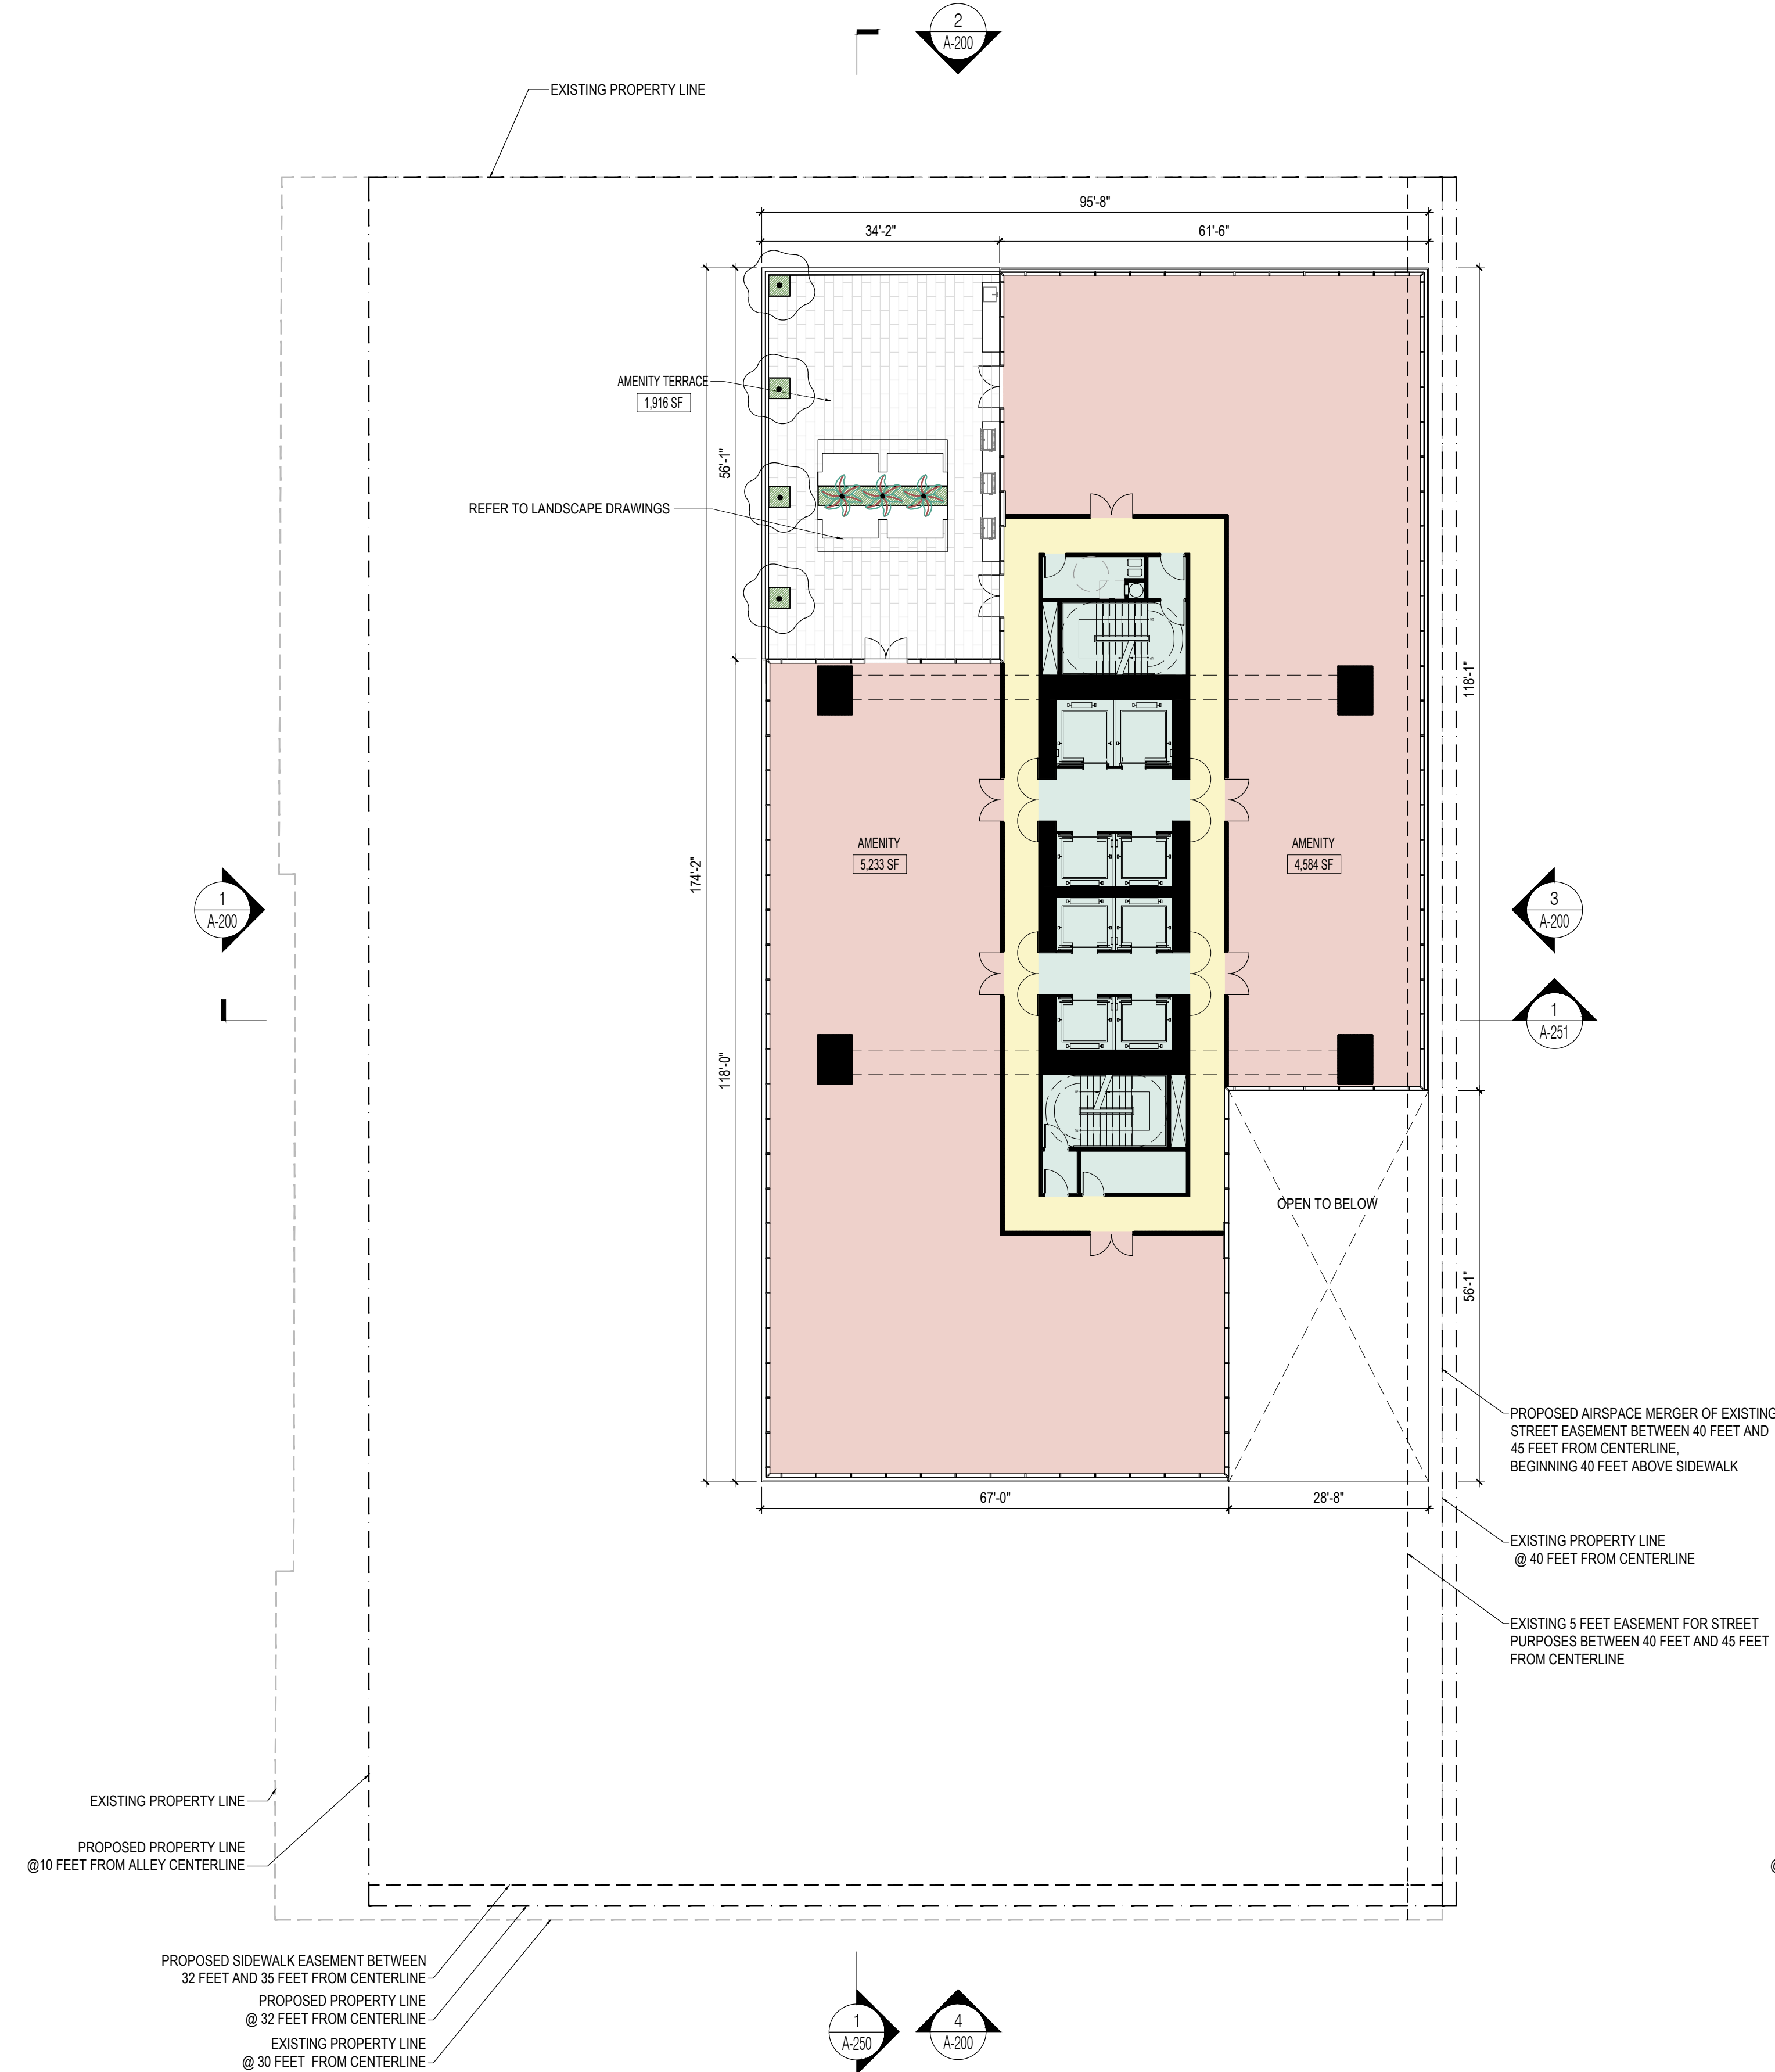 2
A-200
EXISTING PROPERTY LINE
95'-8"
34'-2"
61'-6"
AMENITY TERRACE
1,916 SF
56'-1"
REFER TO LANDSCAPE DRAWINGS
118'-1"
174'-2"
AMENITY
5,233 SF
AMENITY
4,584 SF
1
A-200
3
A-200
1
A-251
118'-0"
OPEN TO BELOW
56'-1"
PROPOSED AIRSPACE MERGER OF EXISTING
STREET EASEMENT BETWEEN 40 FEET AND
45 FEET FROM CENTERLINE,
BEGINNING 40 FEET ABOVE SIDEWALK
67'-0"
28'-8"
EXISTING PROPERTY LINE
@ 40 FEET FROM CENTERLINE
EXISTING 5 FEET EASEMENT FOR STREET
PURPOSES BETWEEN 40 FEET AND 45 FEET
FROM CENTERLINE
EXISTING PROPERTY LINE
PROPOSED PROPERTY LINE
@10 FEET FROM ALLEY CENTERLINE
@
PROPOSED SIDEWALK EASEMENT BETWEEN
32 FEET AND 35 FEET FROM CENTERLINE
PROPOSED PROPERTY LINE
@ 32 FEET FROM CENTERLINE
EXISTING PROPERTY LINE
@ 30 FEET FROM CENTERLINE
1
A-250
4
A-200